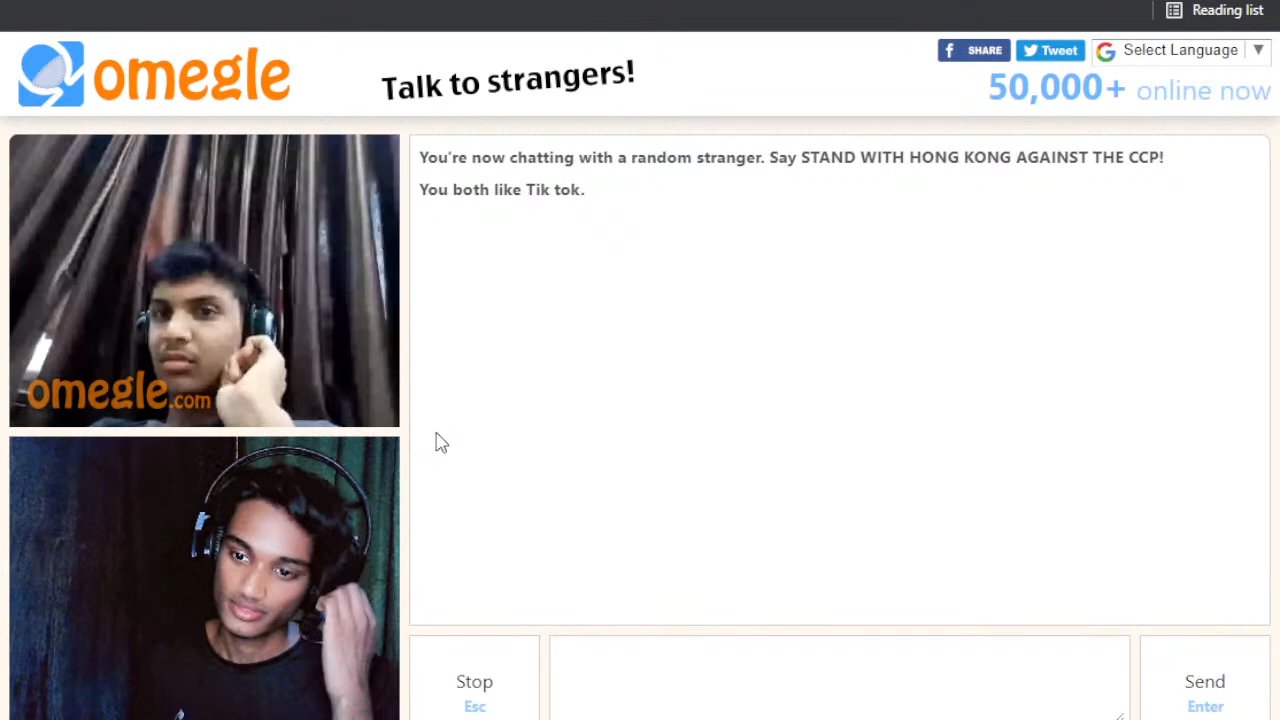 Reading list
omegle
Talk to strangers!
SHARE
Tweet
Select Language
50,000+ online now
You're now chatting with a random stranger. Say STAND WITH HONG KONG AGAINST THE CCP!
You both like Tik tok.
omegle.com
Stop
Esc
Send
Enter